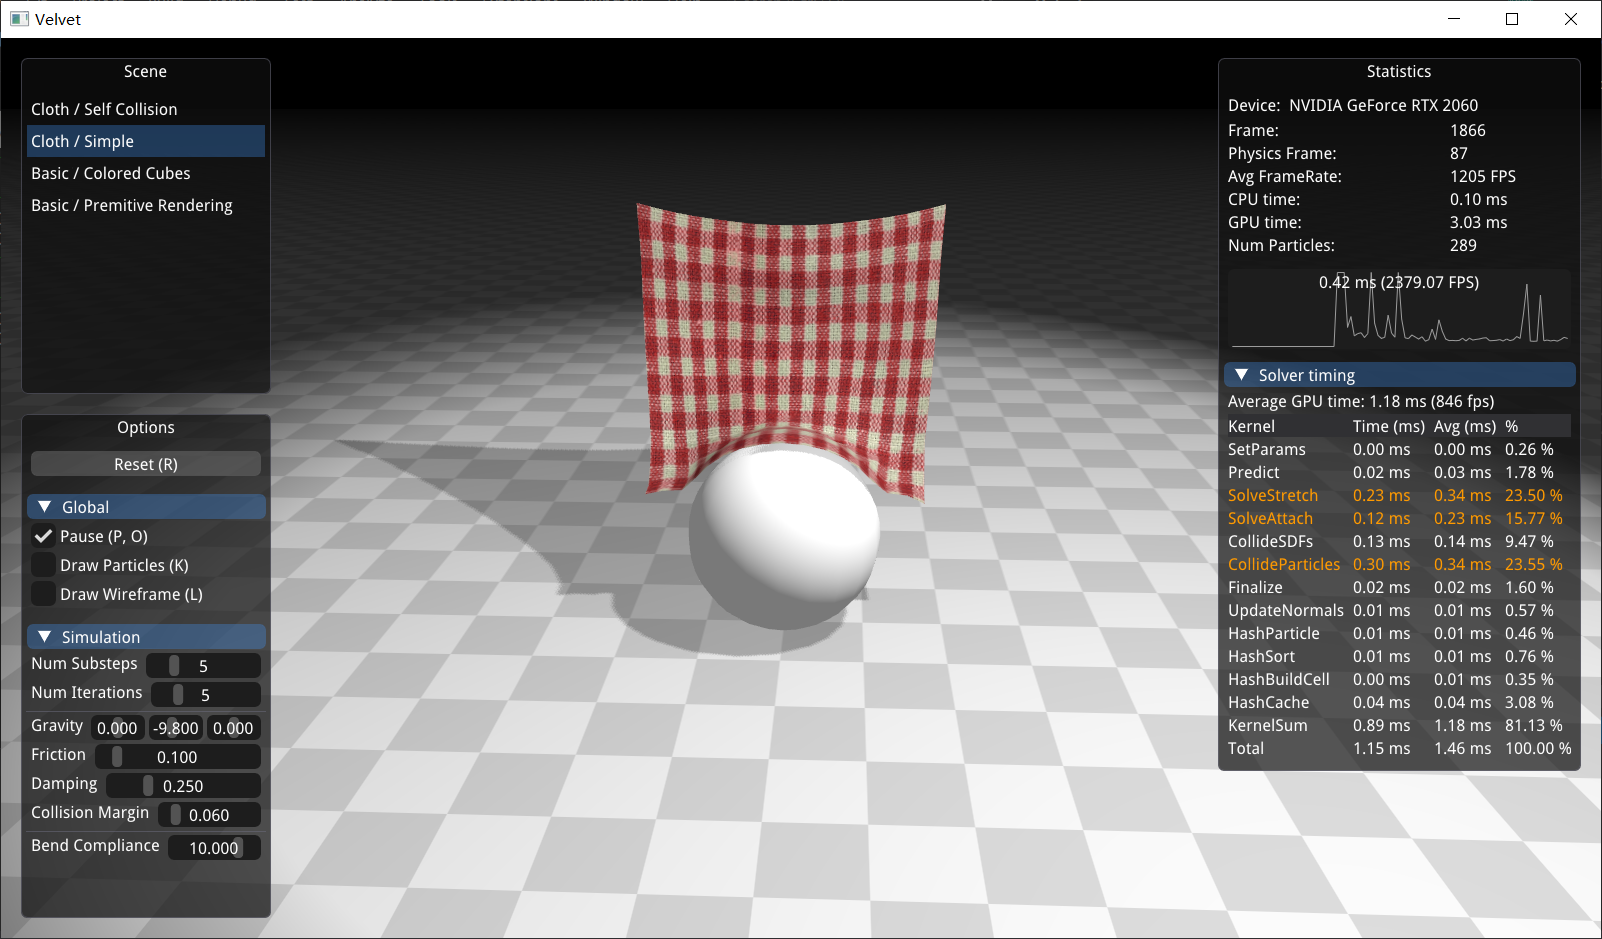 Velvet
Scene
Cloth / Self Collision
Cloth / Simple
Basic / Colored Cubes
Basic / Premitive Rendering
Options
Reset (R)
Global
Pause (P, O)
Draw Particles (K)
Draw Wireframe (L)
Simulation
Num Substeps 5
Num Iterations 5
Gravity 0.000 -9.800 0.000
Friction 0.100
Damping 0.250
Collision Margin 0.060
Bend Compliance 10.000
Statistics
Device: NVIDIA GeForce RTX 2060
Frame: 1866
Physics Frame: 87
Avg FrameRate: 1205 FPS
CPU time: 0.10 ms
GPU time: 3.03 ms
Num Particles: 289
0.42 ms (2379.07 FPS)
Solver timing
Average GPU time: 1.18 ms (846 fps)
Kernel Time (ms) Avg (ms) %
SetParams 0.00 ms 0.00 ms 0.26 %
Predict 0.02 ms 0.03 ms 1.78 %
SolveStretch 0.23 ms 0.34 ms 23.50 %
SolveAttach 0.12 ms 0.23 ms 15.77 %
CollideSDFs 0.13 ms 0.14 ms 9.47 %
CollideParticles 0.30 ms 0.34 ms 23.55 %
Finalize 0.02 ms 0.02 ms 1.60 %
UpdateNormals 0.01 ms 0.01 ms 0.57 %
HashParticle 0.01 ms 0.01 ms 0.46 %
HashSort 0.01 ms 0.01 ms 0.76 %
HashBuildCell 0.00 ms 0.01 ms 0.35 %
HashCache 0.04 ms 0.04 ms 3.08 %
KernelSum 0.89 ms 1.18 ms 81.13 %
Total 1.15 ms 1.46 ms 100.00 %